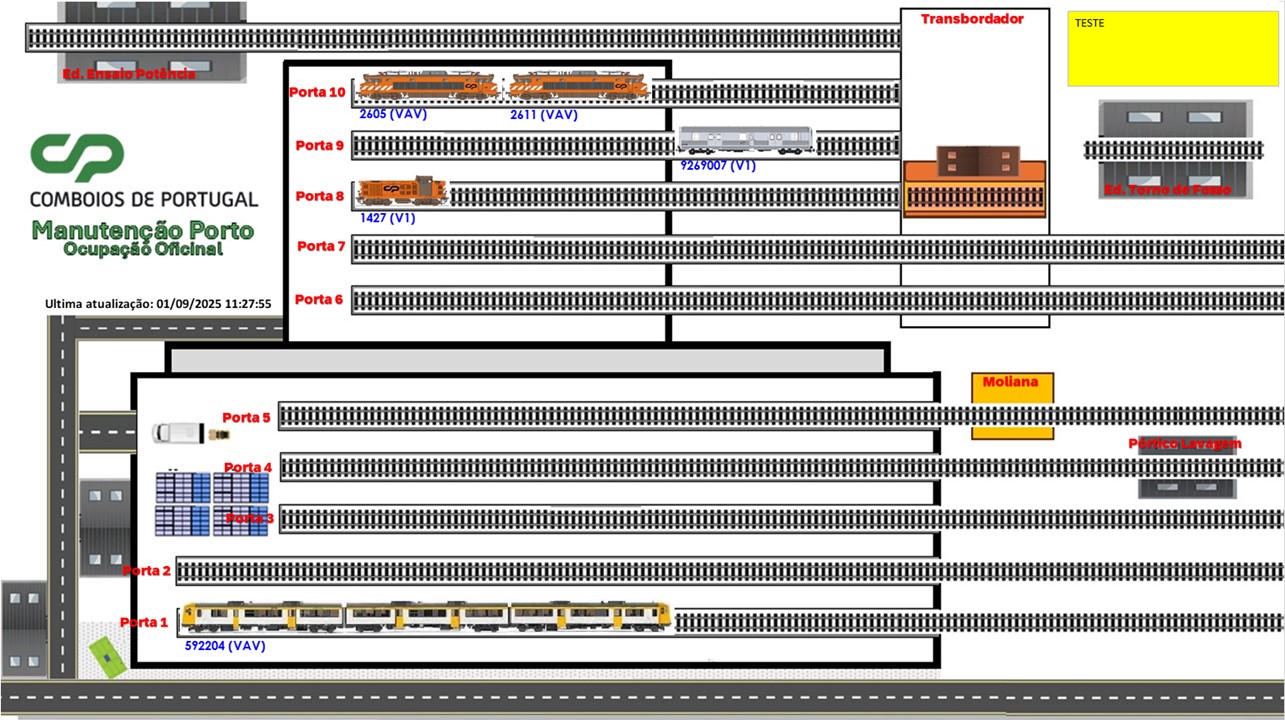 Transbordador
TESTE
Ed. Ensaio Potência
Porta 10
2605 (VAV)
2611 (VAV)
Porta 9
9269007 (V1)
CP
COMBOIOS DE PORTUGAL
Manutenção Porto
Ocupação Oficinal
Porta 8
1427 (V1)
Ed. Torno de Fosso
Porta 7
Porta 6
Ultima atualização: 01/09/2025 11:27:55
Moliana
Porta 5
Pórtico Lavagem
Porta 4
Porta 3
Porta 2
Porta 1
592204 (VAV)